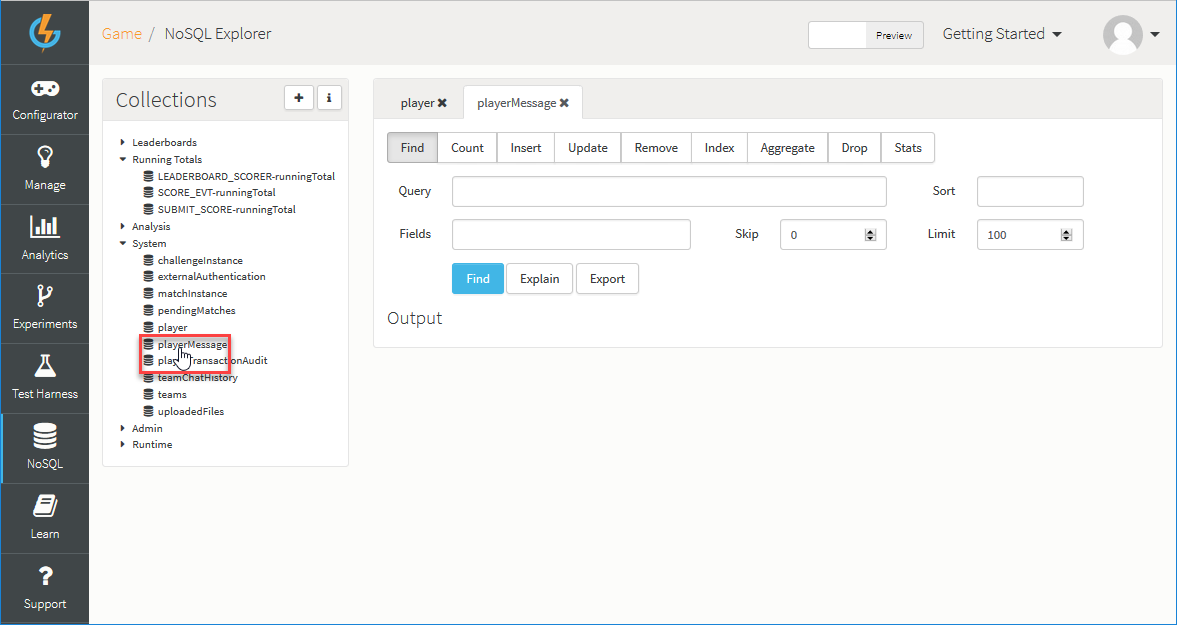 Game / NoSQL Explorer
Preview
Getting Started
Configurator
Manage
Analytics
Experiments
Test Harness
NoSQL
Learn
Support
Collections
Leaderboards
Running Totals
LEADERBOARD_SCORER-runningTotal
SCORE_EVT-runningTotal
SUBMIT_SCORE-runningTotal
Analysis
System
challengeInstance
externalAuthentication
matchInstance
pendingMatches
player
playerMessage
playerTransactionAudit
teamChatHistory
teams
uploadedFiles
Admin
Runtime
player playerMessage
Find Count Insert Update Remove Index Aggregate Drop Stats
Query Sort
Fields Skip 0 Limit 100
Find Explain Export
Output